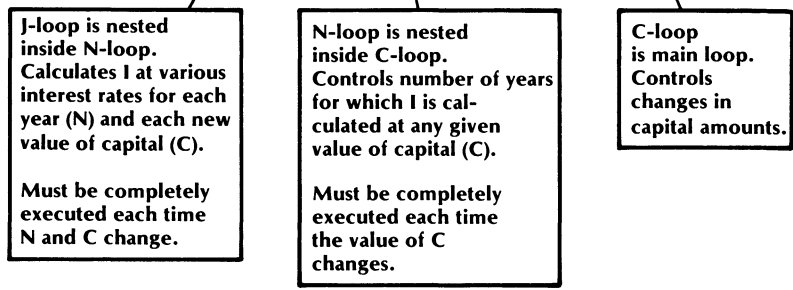 J-loop is nested
inside N-loop.
Calculates I at various
interest rates for each
year (N) and each new
value of capital (C).
Must be completely
executed each time
N and C change.
N-loop is nested
inside C-loop.
Controls number of years
for which I is cal-
culated at any given
value of capital (C).
Must be completely
executed each time
the value of C
changes.
C-loop
is main loop.
Controls
changes in
capital amounts.